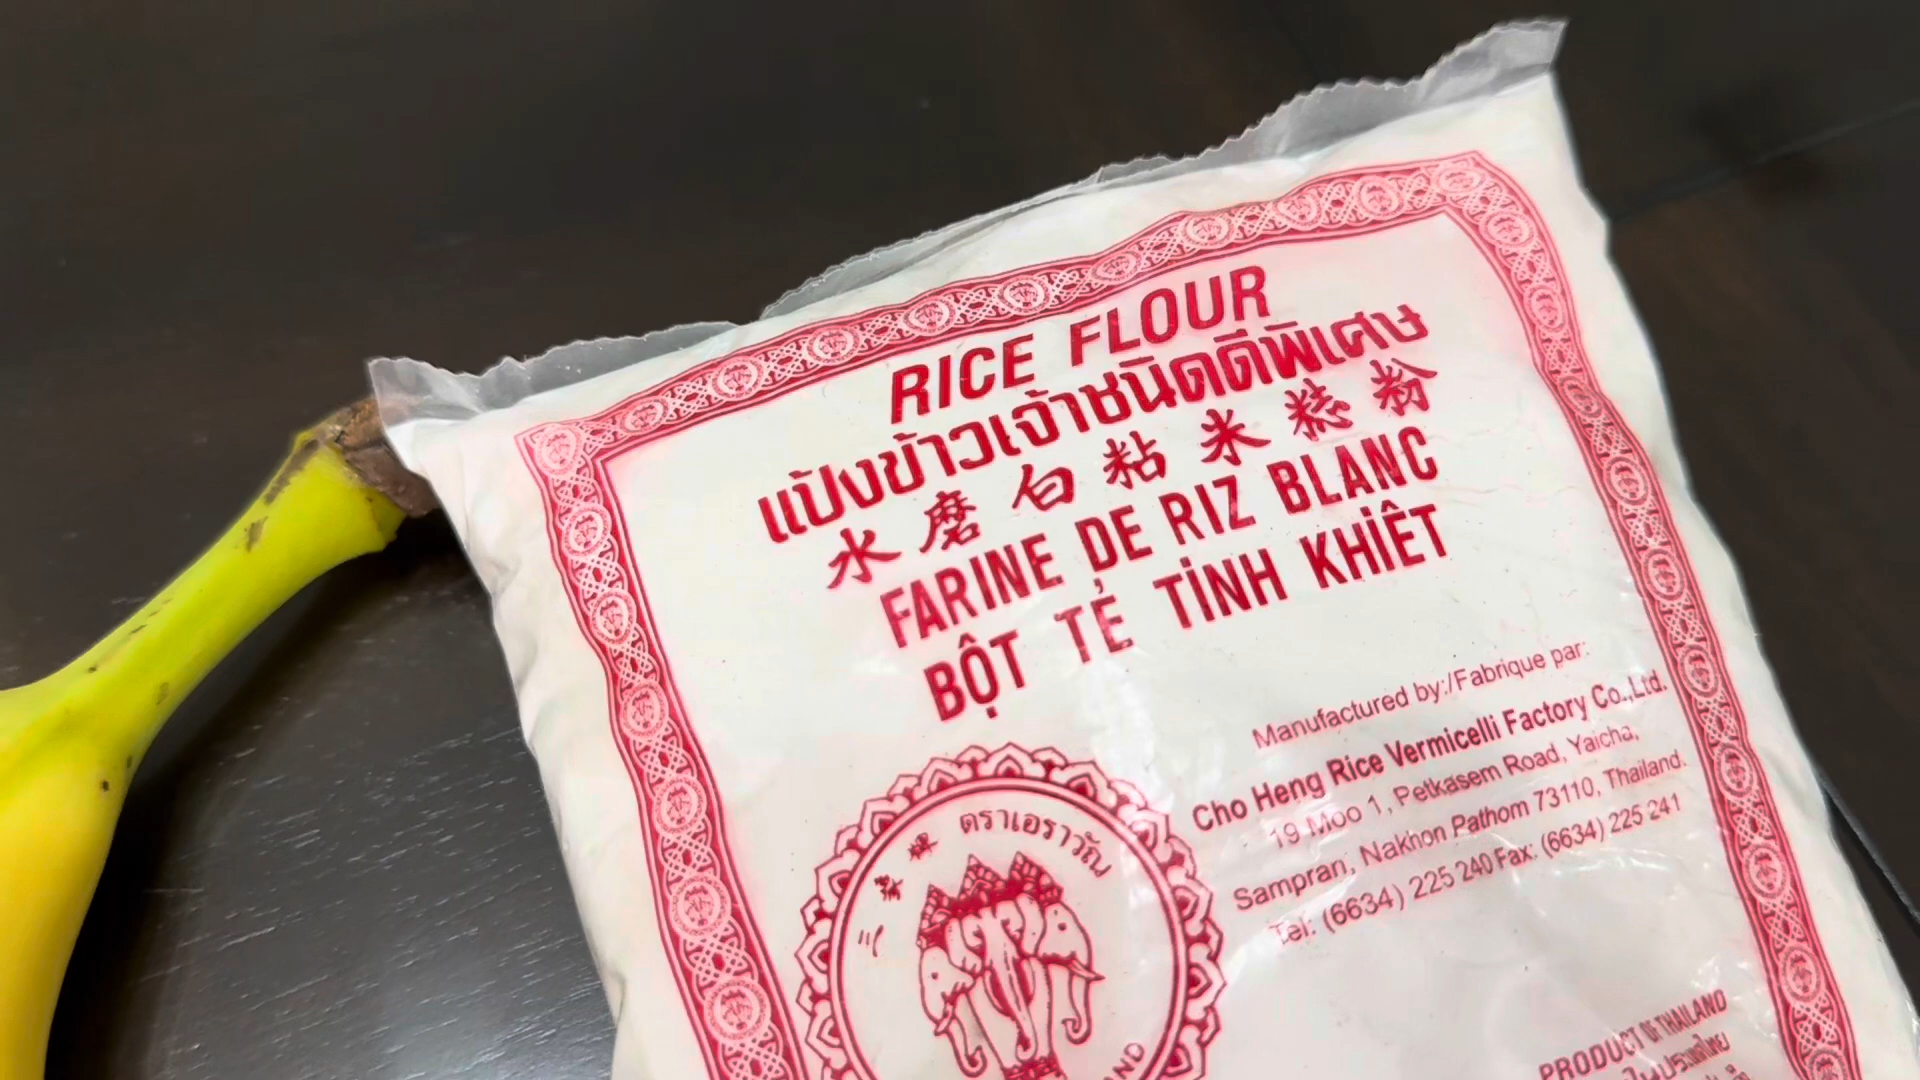 RICE FLOUR
แป้งข้าวเจ้าชนิดดีพิเศษ
水磨白粘米粉
FARINE DE RIZ BLANC
BỘT TẺ TINH KHIẾT
Manufactured by:/Fabrique par:
Cho Heng Rice Vermicelli Factory Co.,Ltd.
19 Moo 1, Petkasem Road, Yaicha,
Sampran, Nakhon Pathom 73110, Thailand.
Tel: (6634) 225 240 Fax: (6634) 225 241
ตราเอราวัณ
PRODUCT OF THAILAND